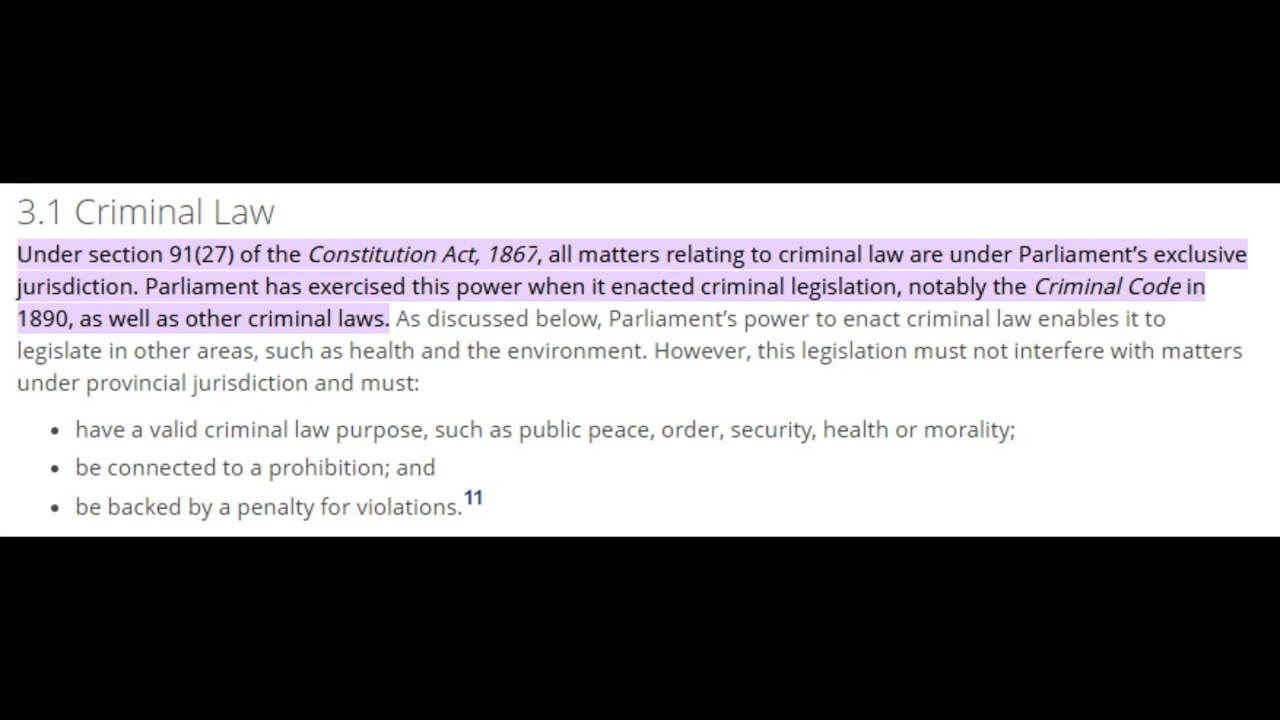 3.1 Criminal Law
Under section 91(27) of the Constitution Act, 1867, all matters relating to criminal law are under Parliament’s exclusive
jurisdiction. Parliament has exercised this power when it enacted criminal legislation, notably the Criminal Code in
1890, as well as other criminal laws. As discussed below, Parliament’s power to enact criminal law enables it to
legislate in other areas, such as health and the environment. However, this legislation must not interfere with matters
under provincial jurisdiction and must:
• have a valid criminal law purpose, such as public peace, order, security, health or morality;
• be connected to a prohibition; and
• be backed by a penalty for violations.11